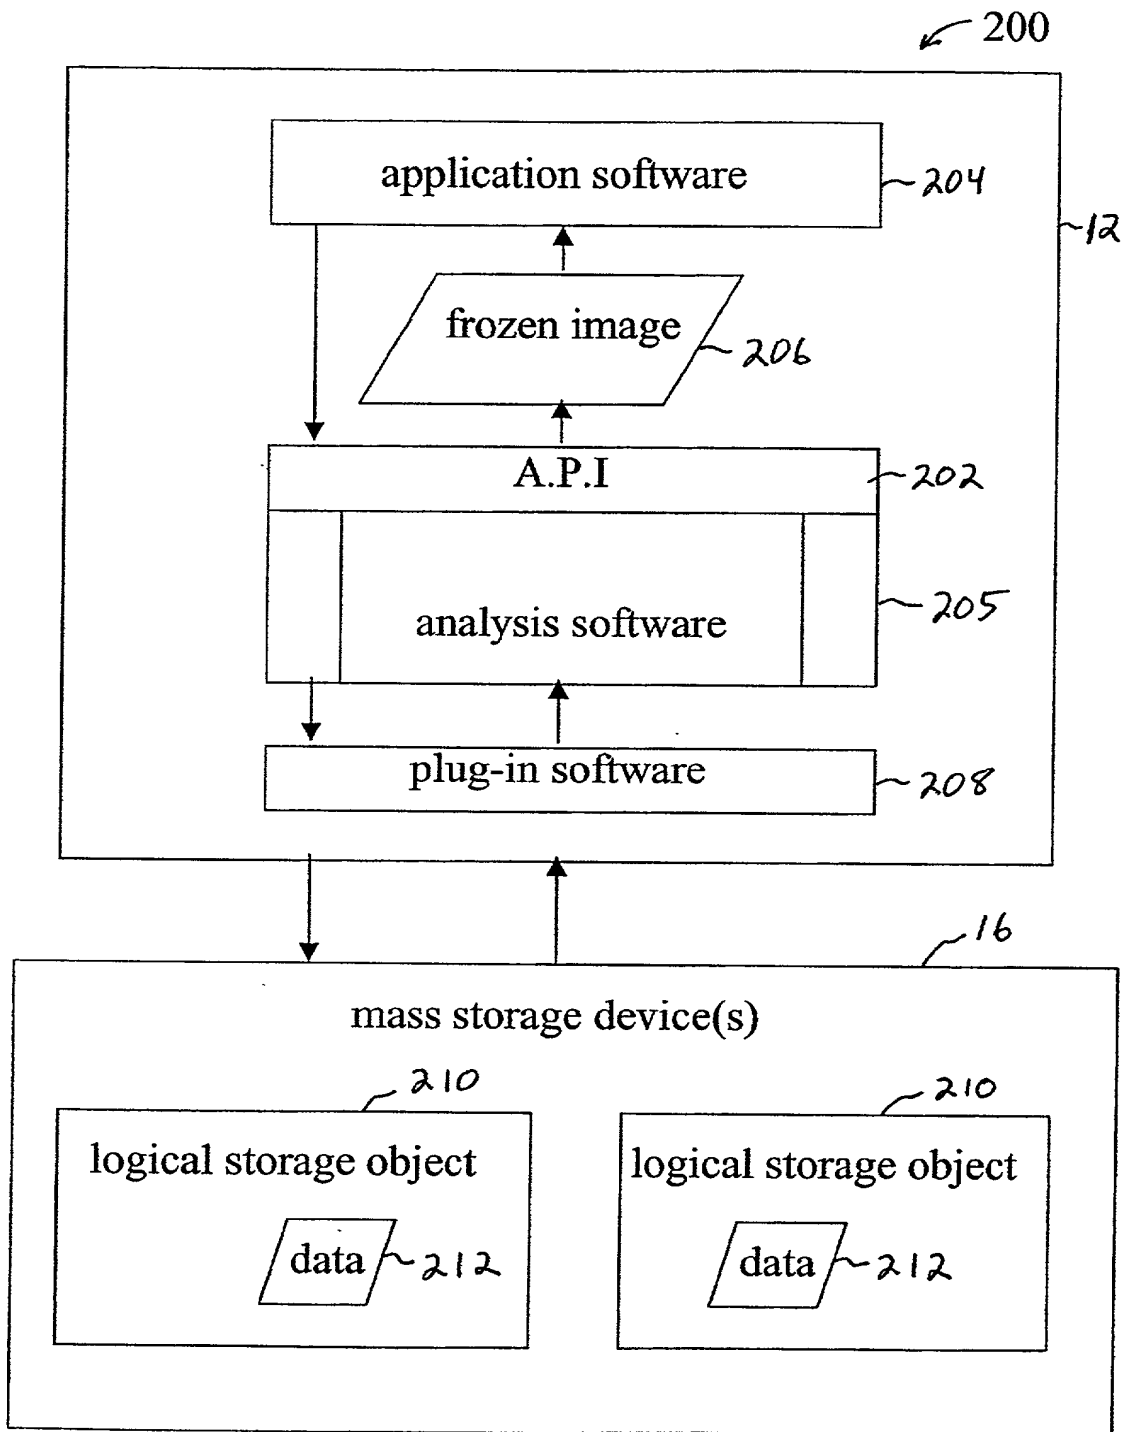 200
application software
204
12
frozen image
206
A.P.I
202
analysis software
205
plug-in software
208
16
mass storage device(s)
210
210
logical storage object
logical storage object
data
212
data
212